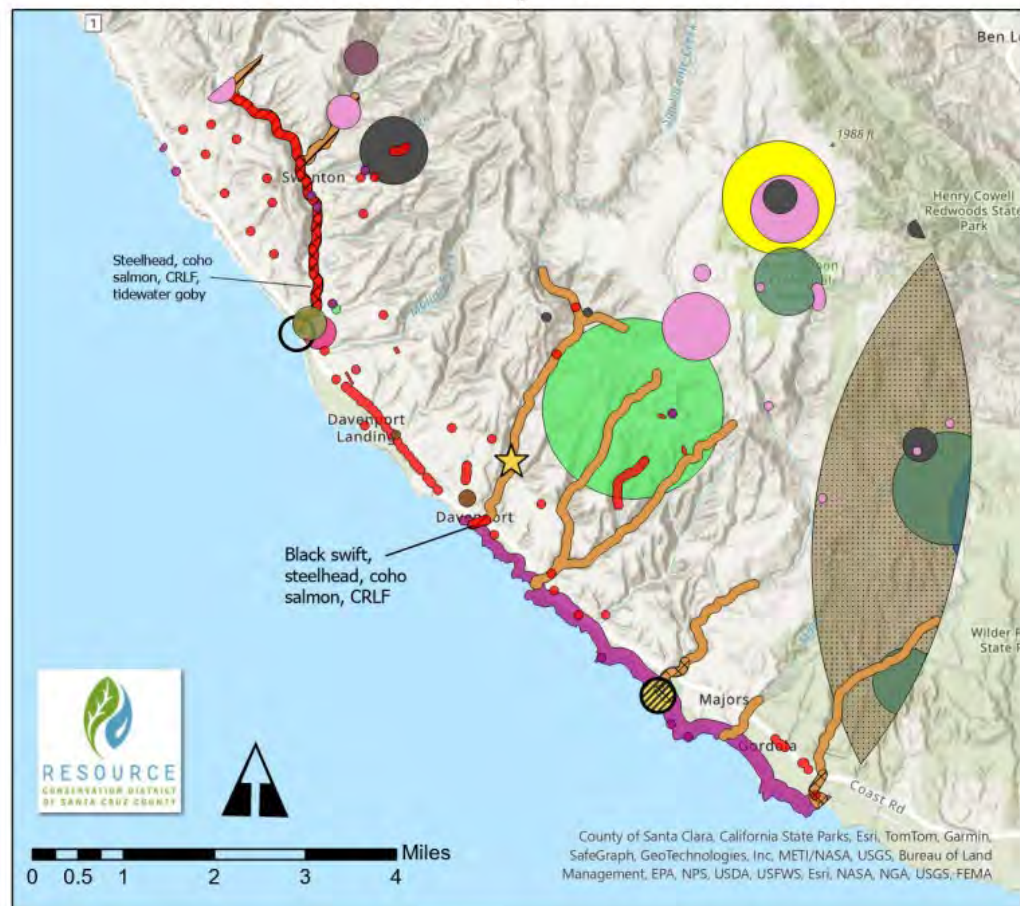 1
Ben Lo
1988 ft
Swanton
Henry Cowell
Redwoods State
Park
Steelhead, coho
salmon, CRLF,
tidewater goby
Davenport
Landing
Davenport
Black swift,
steelhead, coho
salmon, CRLF
Wilder R
State P
Majors
Gordola
Coast Rd
RESOURCE
CONSERVATION DISTRICT
OF SANTA CRUZ COUNTY
Miles
0 0.5 1 2 3 4
County of Santa Clara, California State Parks, Esri, TomTom, Garmin,
SafeGraph, GeoTechnologies, Inc, METI/NASA, USGS, Bureau of Land
Management, EPA, NPS, USDA, USFWS, Esri, NASA, NGA, USGS, FEMA